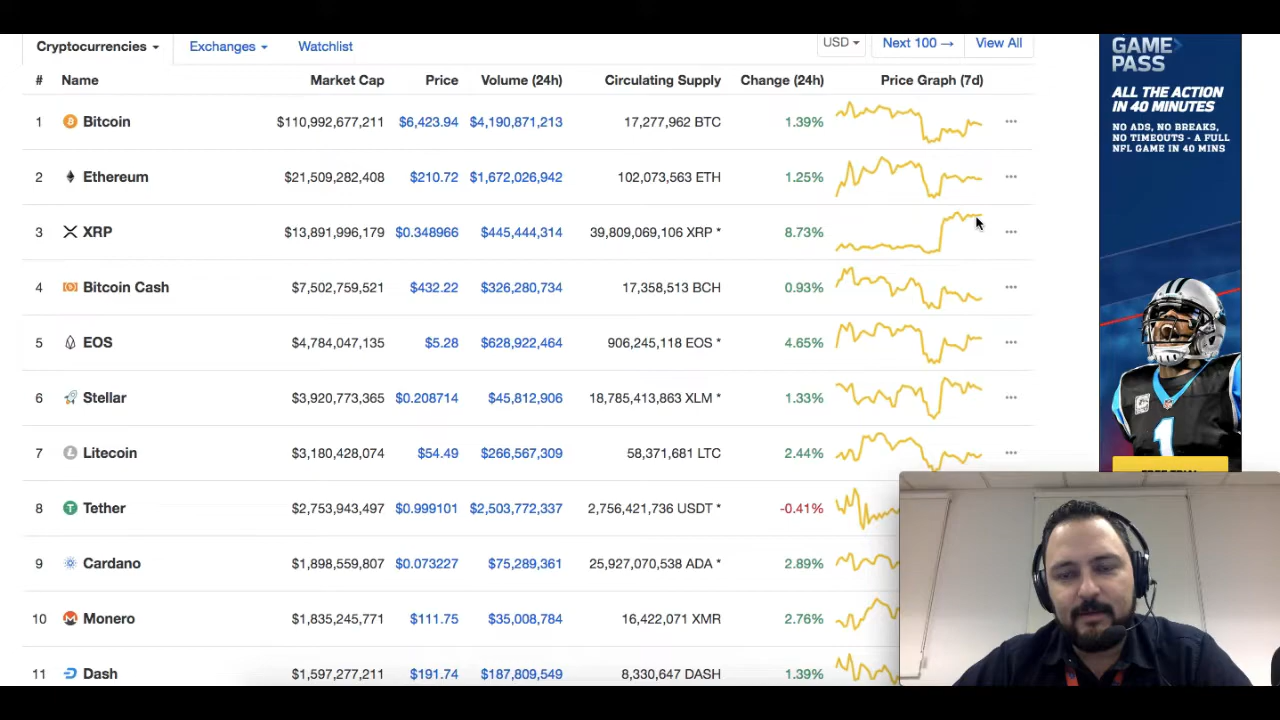 Cryptocurrencies Exchanges Watchlist USD Next 100 → View All
# Name Market Cap Price Volume (24h) Circulating Supply Change (24h) Price Graph (7d)
1 Bitcoin $110,992,677,211 $6,423.94 $4,190,871,213 17,277,962 BTC 1.39%
2 Ethereum $21,509,282,408 $210.72 $1,672,026,942 102,073,563 ETH 1.25%
3 XRP $13,891,996,179 $0.348966 $445,444,314 39,809,069,106 XRP * 8.73%
4 Bitcoin Cash $7,502,759,521 $432.22 $326,280,734 17,358,513 BCH 0.93%
5 EOS $4,784,047,135 $5.28 $628,922,464 906,245,118 EOS * 4.65%
6 Stellar $3,920,773,365 $0.208714 $45,812,906 18,785,413,863 XLM * 1.33%
7 Litecoin $3,180,428,074 $54.49 $266,567,309 58,371,681 LTC 2.44%
8 Tether $2,753,943,497 $0.999101 $2,503,772,337 2,756,421,736 USDT * -0.41%
9 Cardano $1,898,559,807 $0.073227 $75,289,361 25,927,070,538 ADA * 2.89%
10 Monero $1,835,245,771 $111.75 $35,008,784 16,422,071 XMR 2.76%
11 Dash $1,597,277,211 $191.74 $187,809,549 8,330,647 DASH 1.39%
GAME
PASS
ALL THE ACTION
IN 40 MINUTES
NO ADS, NO BREAKS,
NO TIMEOUTS - A FULL
NFL GAME IN 40 MINS
1